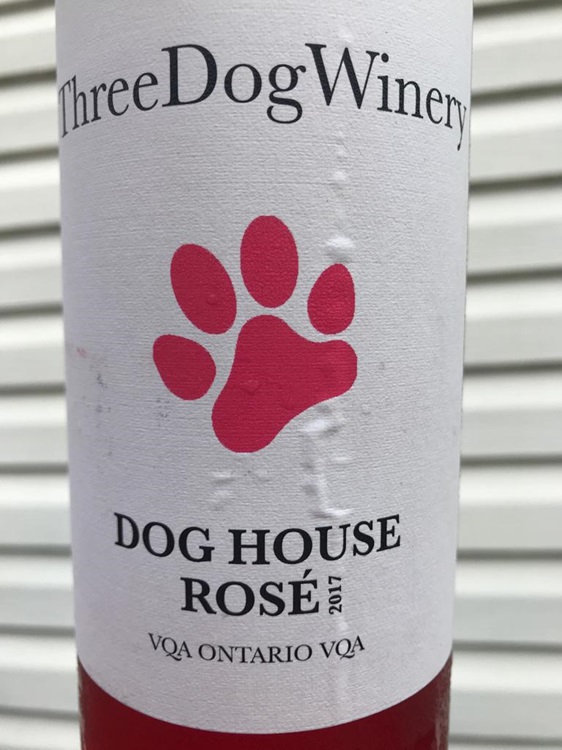 ThreeDogWinery
DOG HOUSE
ROSÉ 2017
VQA ONTARIO VQA